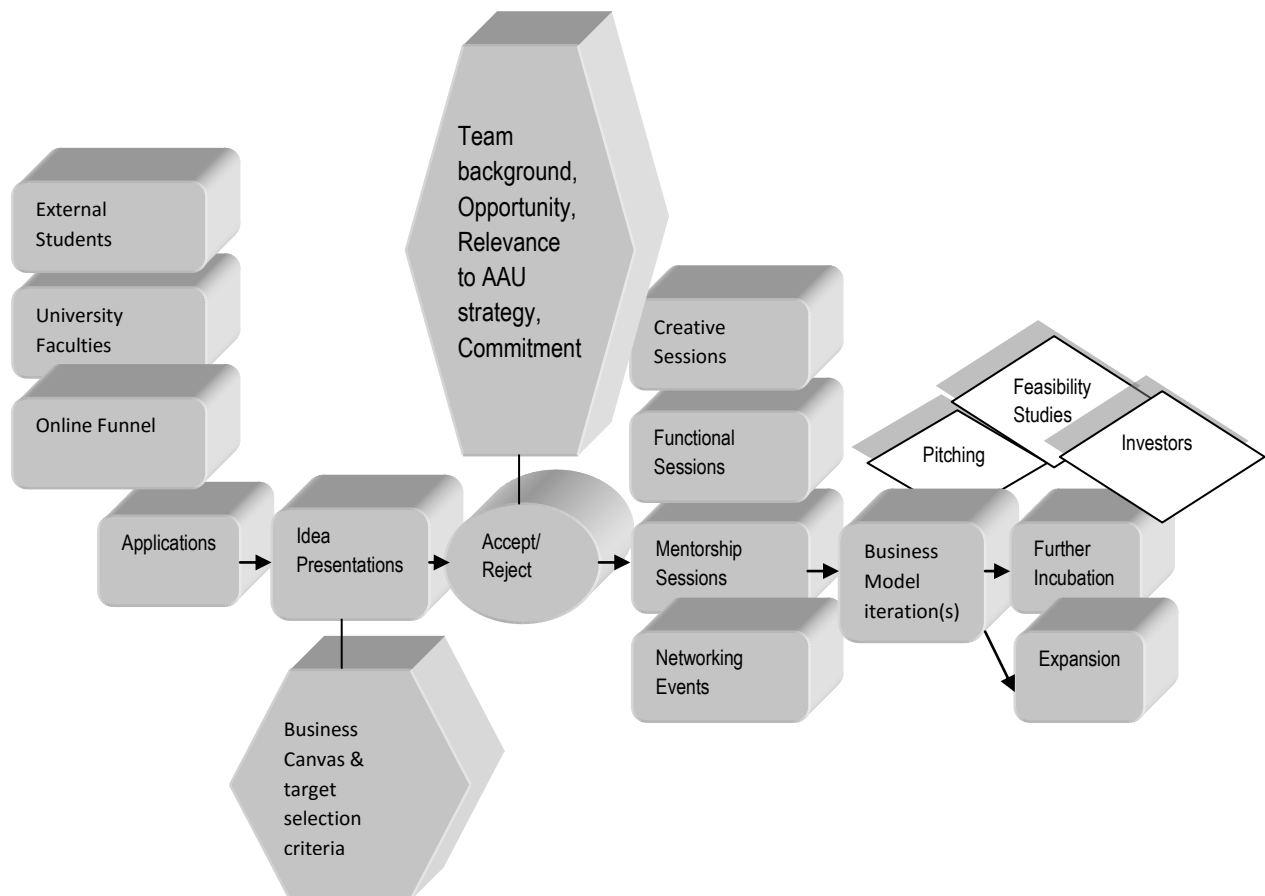 Team
background,
Opportunity,
Relevance
to AAU
strategy,
Commitment
External
Students
University
Faculties
Online Funnel
Applications
Idea
Presentations
Accept/
Reject
Business
Canvas &
target
selection
criteria
Creative
Sessions
Functional
Sessions
Mentorship
Sessions
Networking
Events
Feasibility
Studies
Pitching
Investors
Business
Model
iteration(s)
Further
Incubation
Expansion